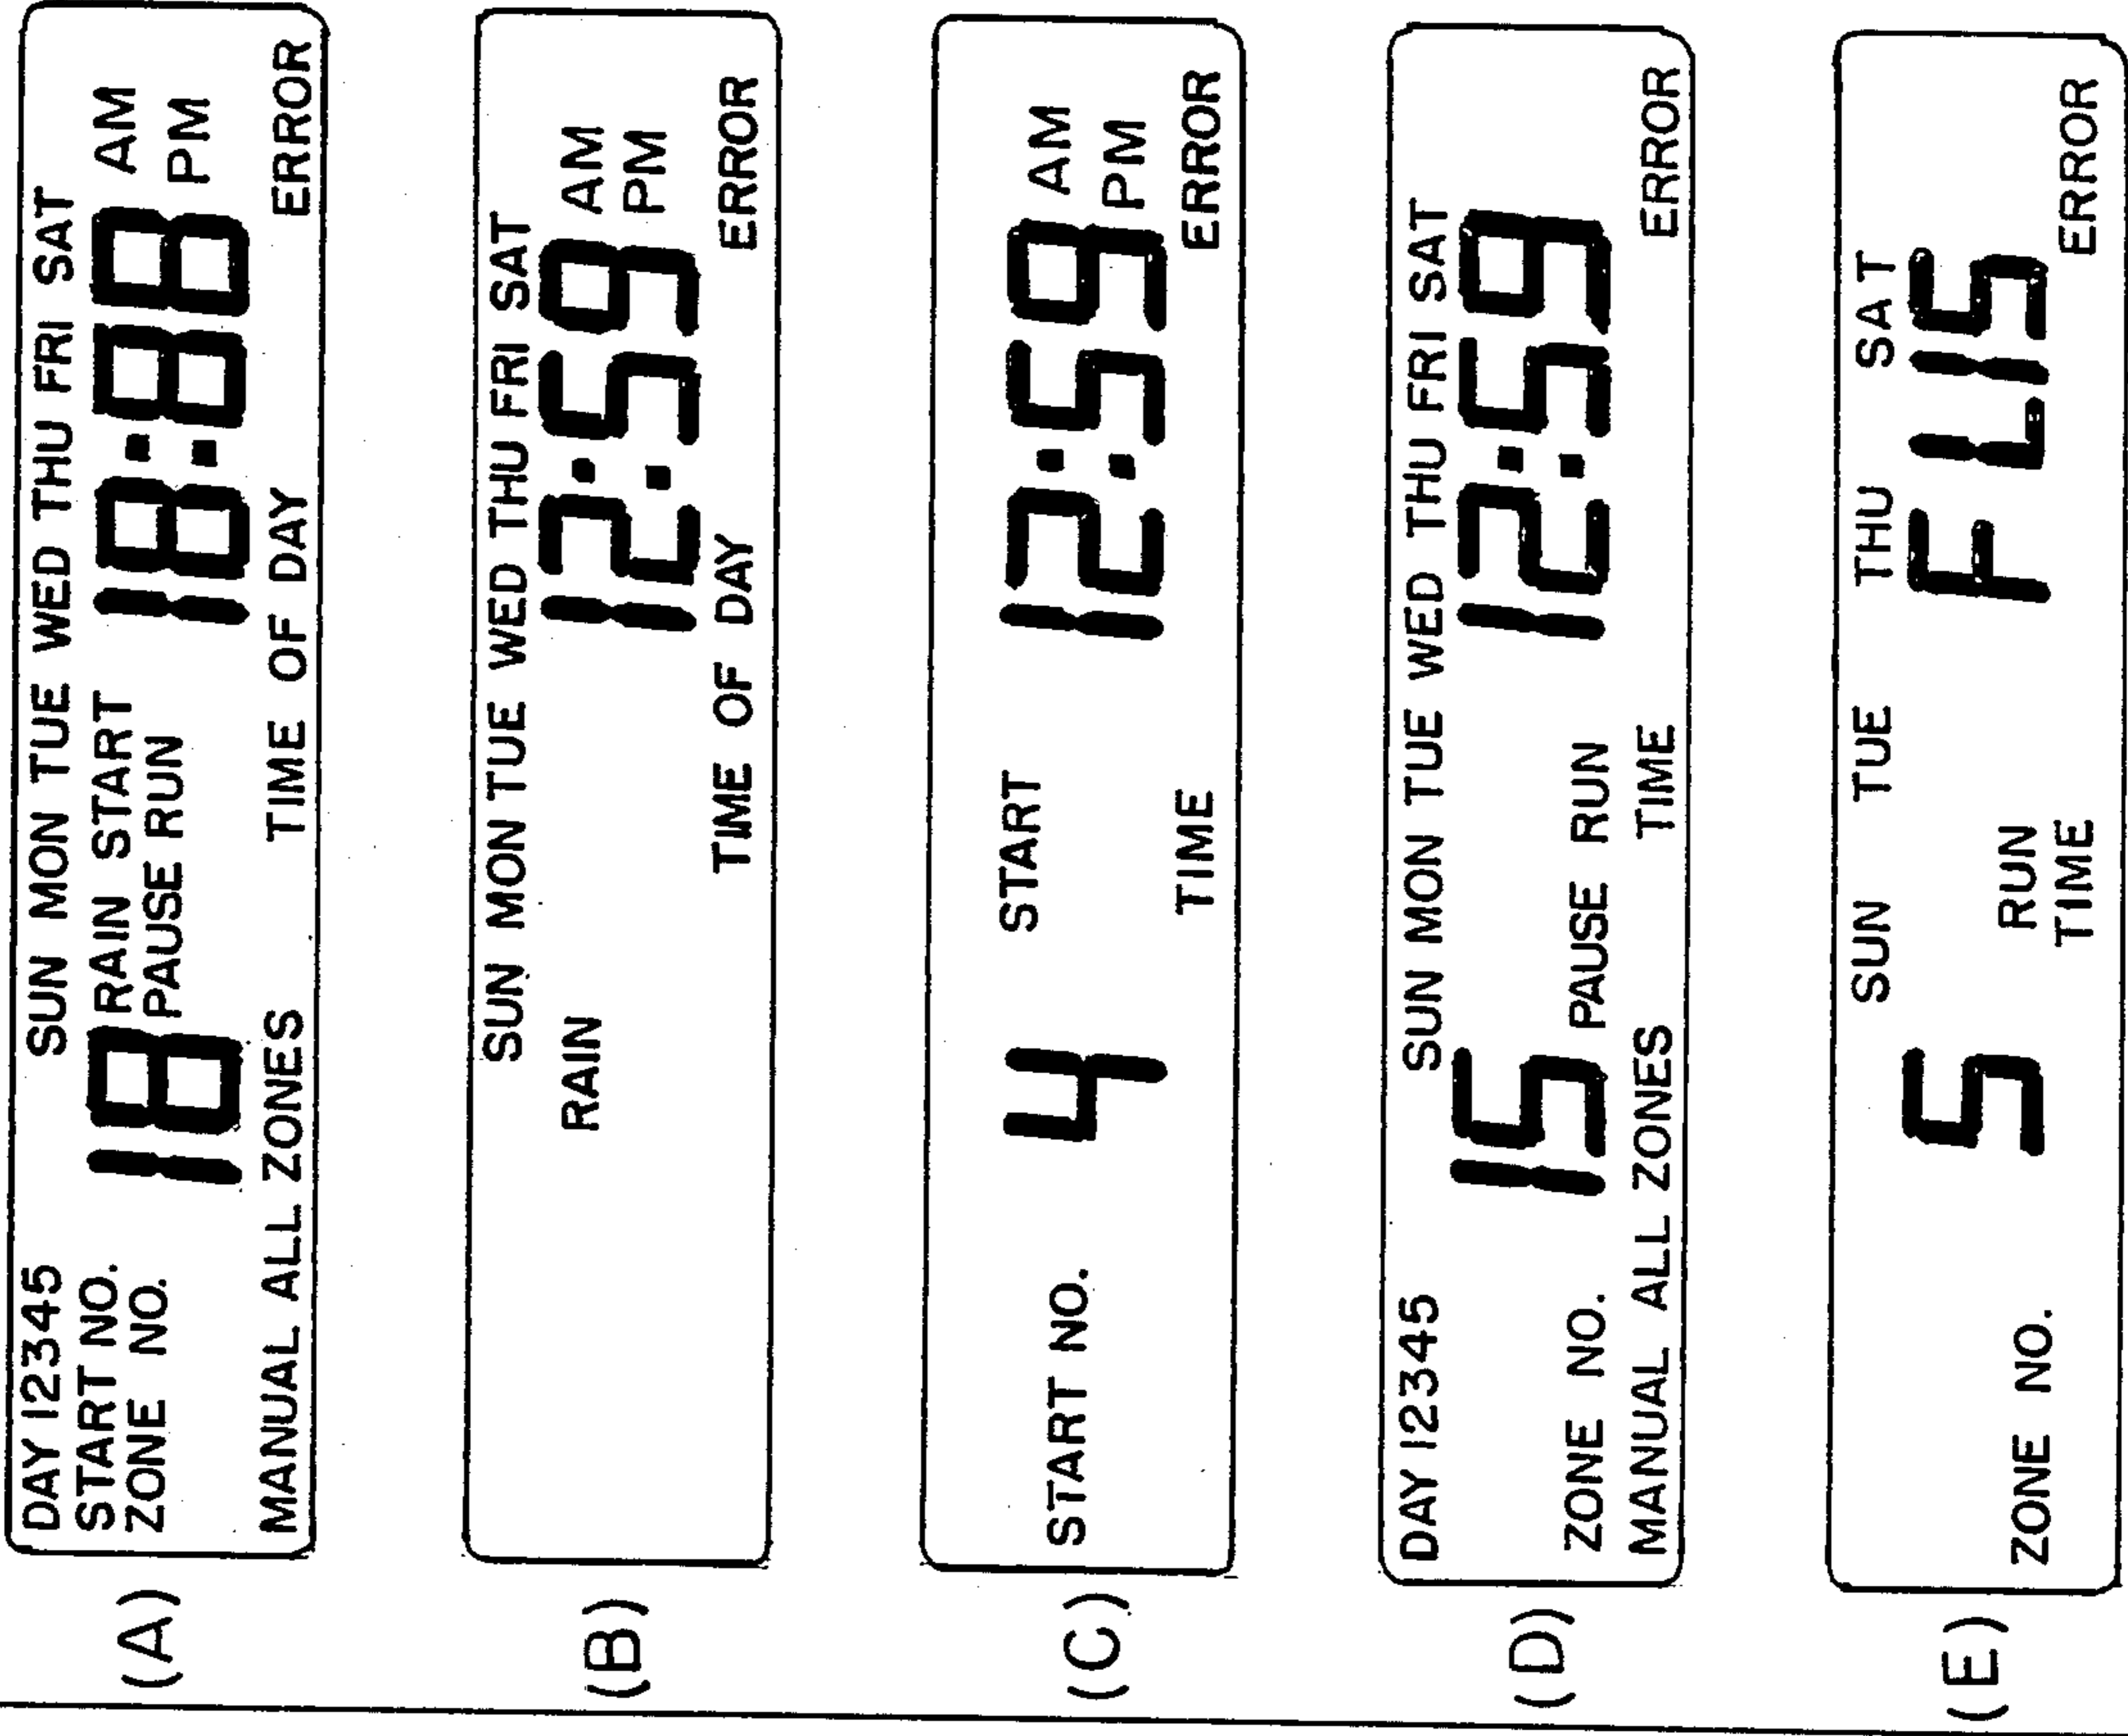 (A)
DAY 12345 SUN MON TUE WED THU FRI SAT
START NO. 18 RAIN START 18:88 AM
ZONE NO. PAUSE RUN PM
MANUAL ALL ZONES TIME OF DAY ERROR
(B)
SUN MON TUE WED THU FRI SAT
RAIN 12:59 AM
PM
TIME OF DAY ERROR
(C)
START NO. 4 START 12:59 AM
PM
TIME ERROR
(D)
DAY 12345 SUN MON TUE WED THU FRI SAT
ZONE NO. 15 PAUSE RUN 12:59
MANUAL ALL ZONES TIME ERROR
(E)
SUN TUE THU SAT
ZONE NO. 5 RUN F L15
TIME ERROR